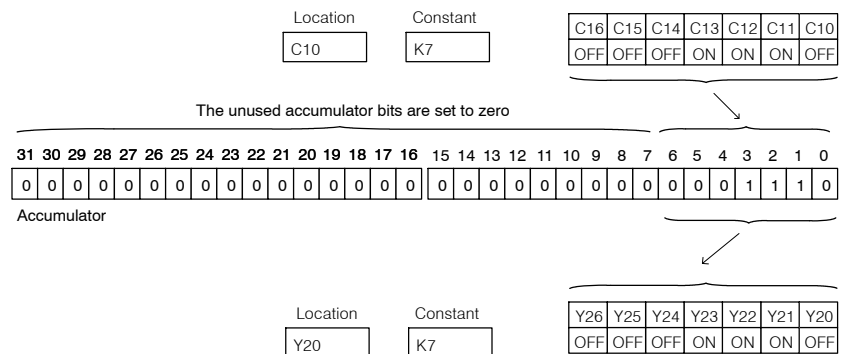 Location Constant
C10 K7
C16 C15 C14 C13 C12 C11 C10
OFF OFF OFF ON ON ON OFF
The unused accumulator bits are set to zero
31 30 29 28 27 26 25 24 23 22 21 20 19 18 17 16 15 14 13 12 11 10 9 8 7 6 5 4 3 2 1 0
0 0 0 0 0 0 0 0 0 0 0 0 0 0 0 0 0 0 0 0 0 0 0 0 0 0 0 0 1 1 1 0
Accumulator
Location Constant
Y20 K7
Y26 Y25 Y24 Y23 Y22 Y21 Y20
OFF OFF OFF ON ON ON OFF